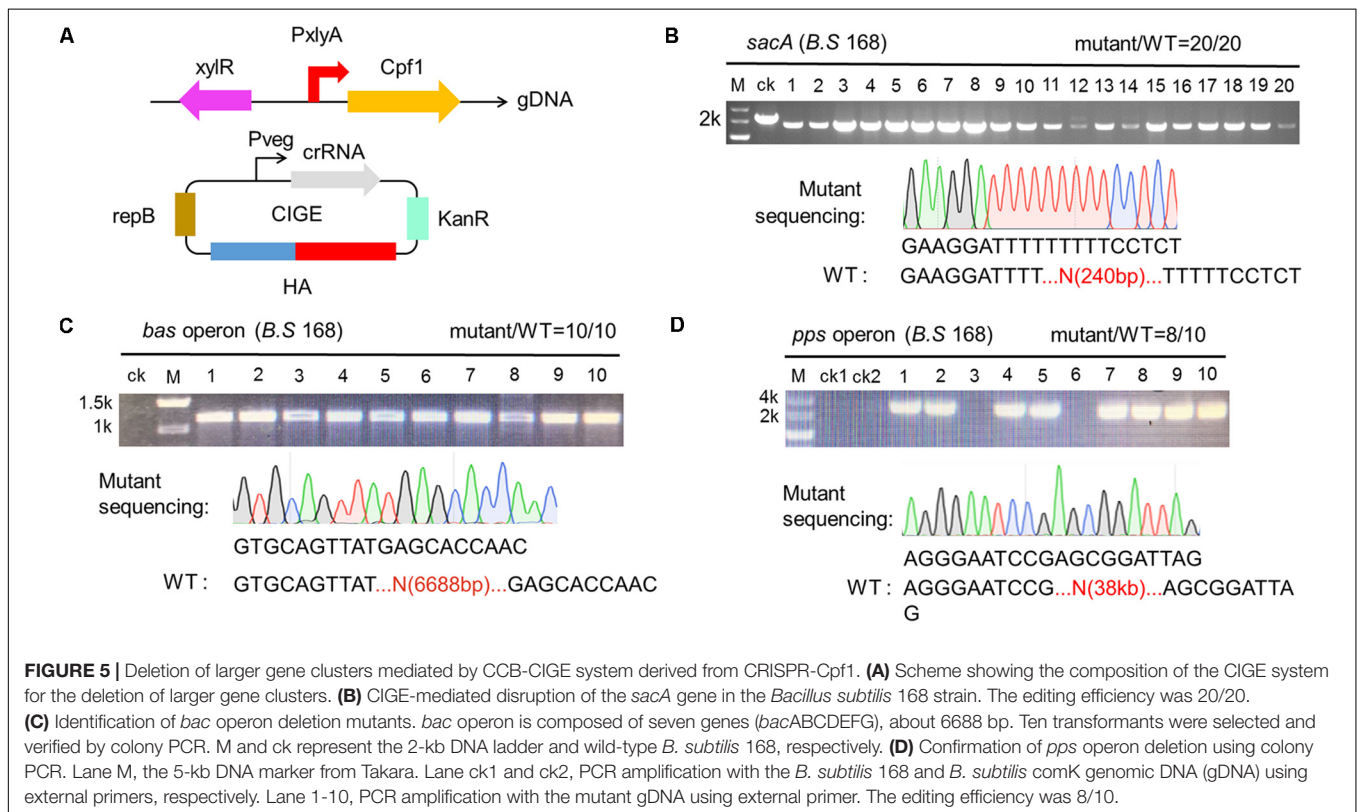 A
PxlyA
xylR
Cpf1
gDNA
Pveg
crRNA
repB
CIGE
KanR
HA
B
sacA (B.S 168) mutant/WT=20/20
M ck 1 2 3 4 5 6 7 8 9 10 11 12 13 14 15 16 17 18 19 20
2k
Mutant
sequencing:
GAAGGATTTTTTTTTCCTCT
WT : GAAGGATTTT...N(240bp)...TTTTTCCTCT
C
bas operon (B.S 168) mutant/WT=10/10
ck M 1 2 3 4 5 6 7 8 9 10
1.5k
1k
Mutant
sequencing:
GTGCAGTTATGAGCACCAAC
WT : GTGCAGTTAT...N(6688bp)...GAGCACCAAC
D
pps operon (B.S 168) mutant/WT=8/10
M ck1 ck2 1 2 3 4 5 6 7 8 9 10
4k
2k
Mutant
sequencing:
AGGGAATCCGAGCGGATTAG
WT : AGGGAATCCG...N(38kb)...AGCGGATTA
G
FIGURE 5 | Deletion of larger gene clusters mediated by CCB-CIGE system derived from CRISPR-Cpf1. (A) Scheme showing the composition of the CIGE system
for the deletion of larger gene clusters. (B) CIGE-mediated disruption of the sacA gene in the Bacillus subtilis 168 strain. The editing efficiency was 20/20.
(C) Identification of bac operon deletion mutants. bac operon is composed of seven genes (bacABCDEFG), about 6688 bp. Ten transformants were selected and
verified by colony PCR. M and ck represent the 2-kb DNA ladder and wild-type B. subtilis 168, respectively. (D) Confirmation of pps operon deletion using colony
PCR. Lane M, the 5-kb DNA marker from Takara. Lane ck1 and ck2, PCR amplification with the B. subtilis 168 and B. subtilis comK genomic DNA (gDNA) using
external primers, respectively. Lane 1-10, PCR amplification with the mutant gDNA using external primer. The editing efficiency was 8/10.